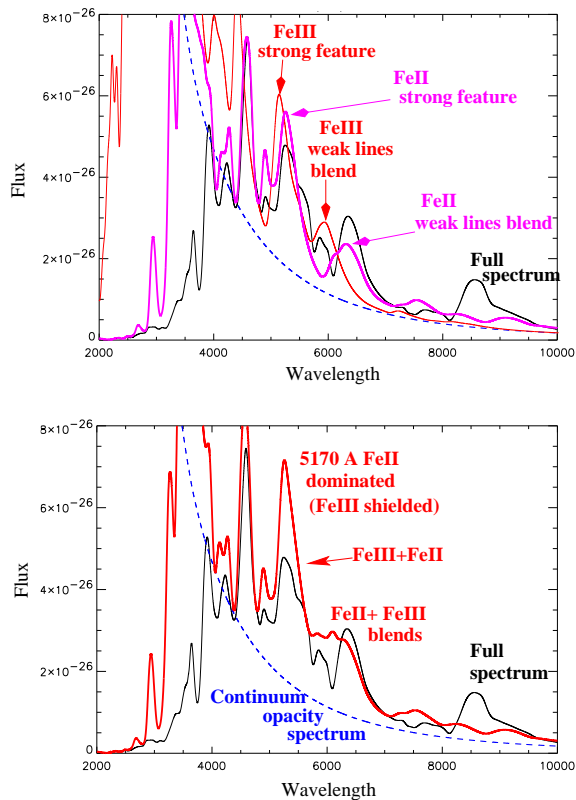 8×10⁻²⁶
FeIII
strong feature
FeII
strong feature
6×10⁻²⁶
FeIII
weak lines
blend
Flux
4×10⁻²⁶
FeII
weak lines blend
Full
spectrum
2×10⁻²⁶
0
2000 4000 6000 8000 10000
Wavelength
8×10⁻²⁶
5170 A FeII
dominated
(FeIII shielded)
6×10⁻²⁶
FeIII+FeII
Flux
4×10⁻²⁶
FeII+ FeIII
blends
Full
spectrum
2×10⁻²⁶
Continuum
opacity
spectrum
0
2000 4000 6000 8000 10000
Wavelength